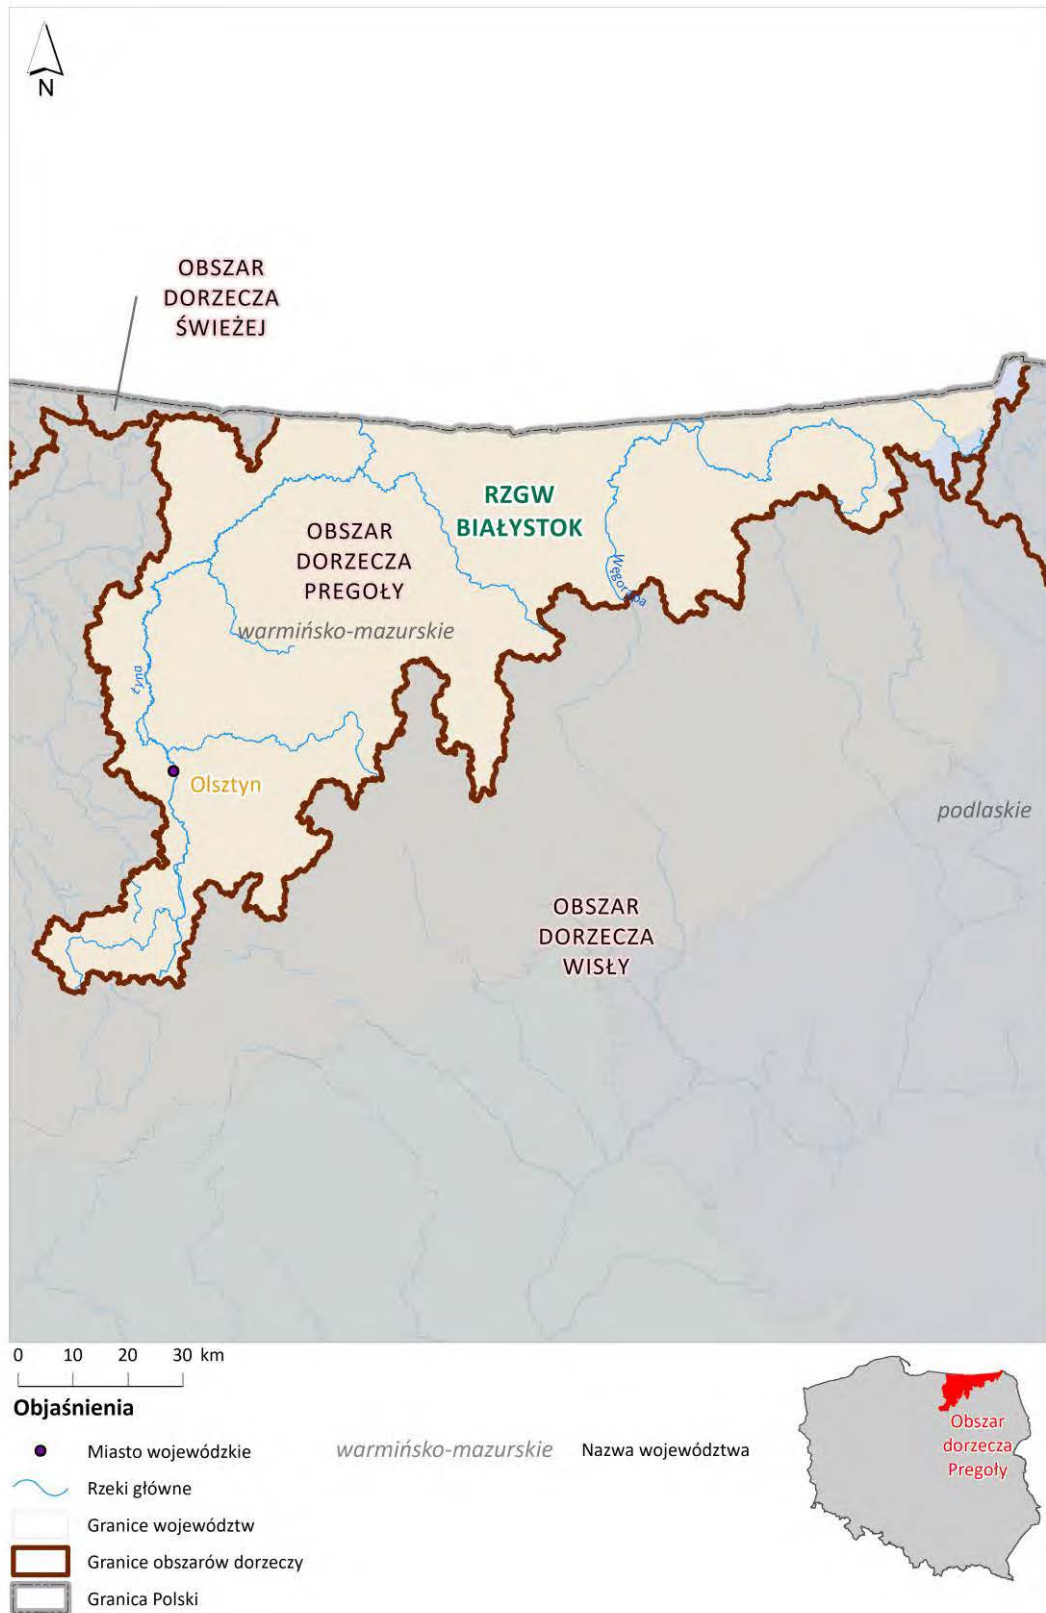 N
OBSZAR
DORZECZA
ŚWIEŻEJ
RZGW
BIAŁYSTOK
OBSZAR
DORZECZA
PREGOŁY
warmińsko-mazurskie
Węgorapa
Łyna
Olsztyn
podlaskie
OBSZAR
DORZECZA
WISŁY
0 10 20 30 km
Objaśnienia
Miasto wojewódzkie
warmińsko-mazurskie Nazwa województwa
Rzeki główne
Granice województw
Granice obszarów dorzeczy
Granica Polski
Obszar
dorzecza
Pregoły